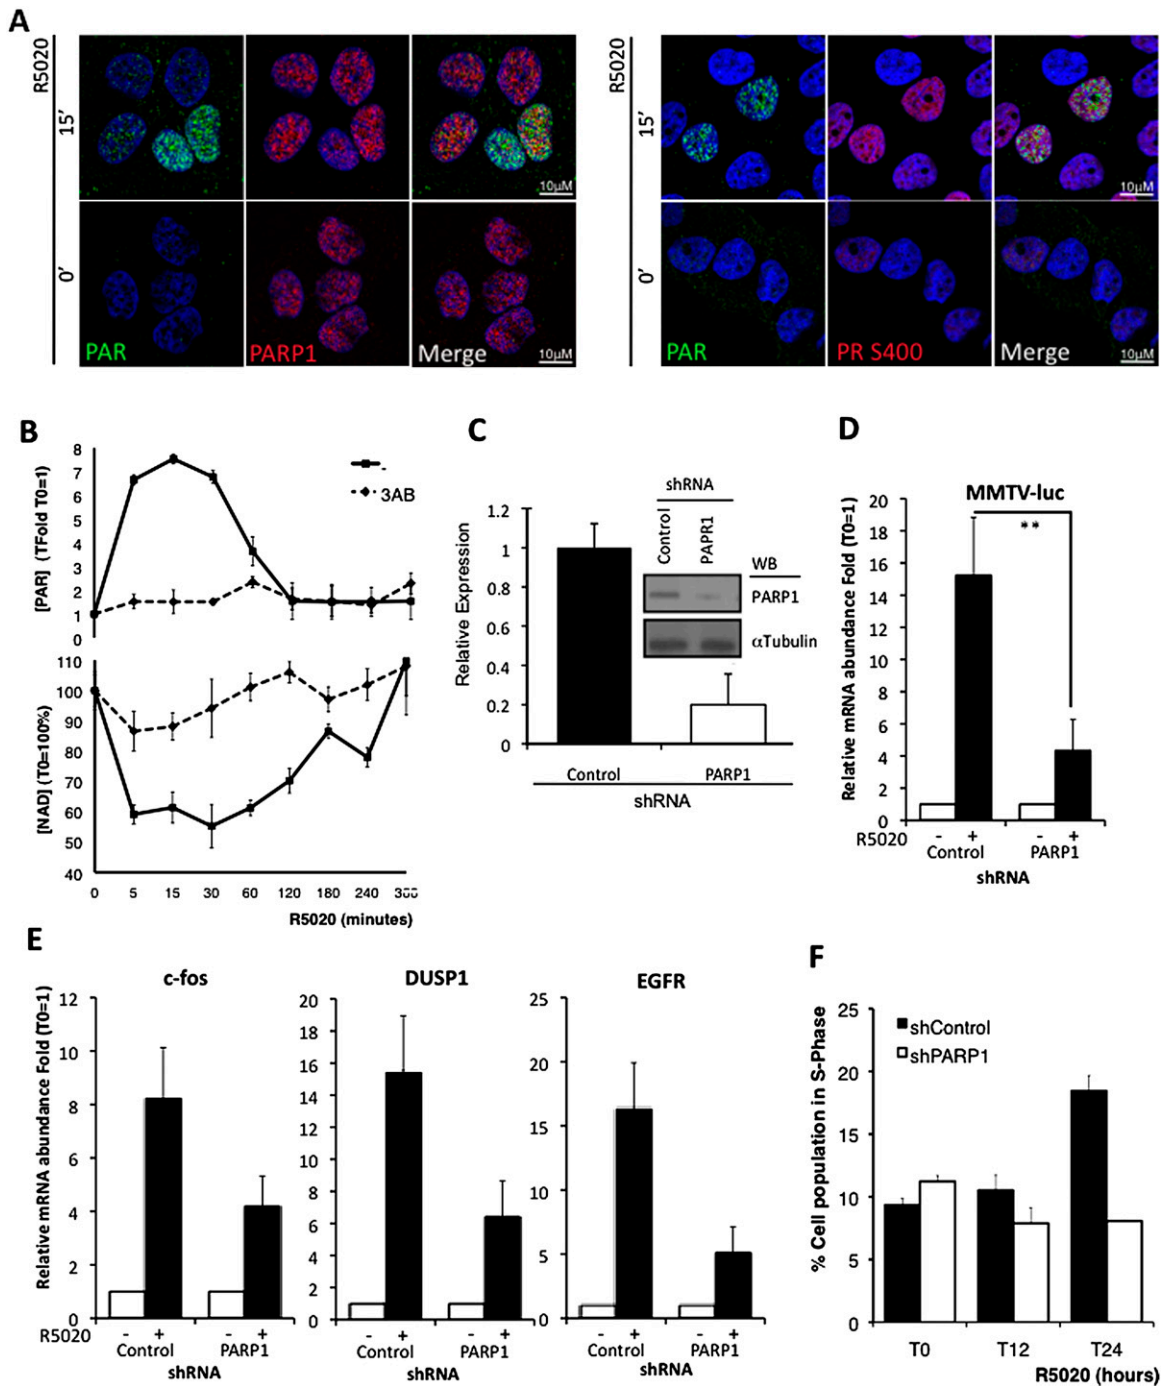 A
R5020
15'
0'
10µM
PAR
PARP1
Merge
10µM
R5020
15'
0'
10µM
PAR
PR S400
Merge
10µM
B
[PAR] (TFold T0=1)
8
7
6
5
4
3
2
1
0
-
3AB
[NAD] (T0=100%)
110
100
90
80
70
60
50
40
0 5 15 30 60 120 180 240
R5020 (minutes)
C
Relative Expression
1.2
1
0.8
0.6
0.4
0.2
0
shRNA
Control
PAPR1
WB
PARP1
αTubulin
Control PARP1
shRNA
D
MMTV-luc
**
Relative mRNA abundance Fold (T0=1)
20
18
16
14
12
10
8
6
4
2
0
R5020 - + - +
Control PARP1
shRNA
E
Relative mRNA abundance Fold (T0=1)
c-fos
12
10
8
6
4
2
0
R5020 - + - +
Control PARP1
shRNA
DUSP1
20
18
16
14
12
10
8
6
4
2
0
- + - +
Control PARP1
shRNA
EGFR
25
20
15
10
5
0
- + - +
Control PARP1
shRNA
F
% Cell population in S-Phase
25
20
15
10
5
0
shControl
shPARP1
T0 T12 T24
R5020 (hours)